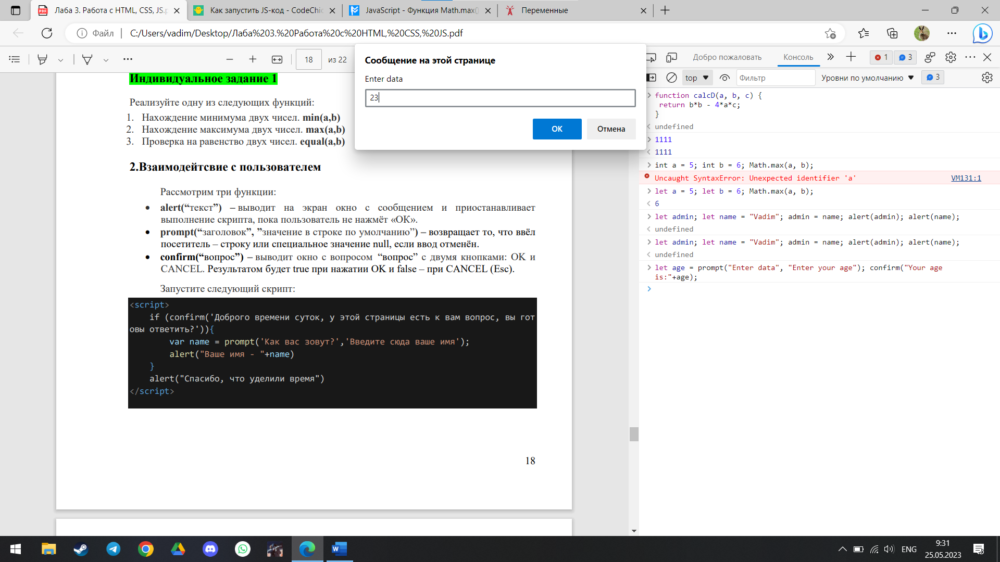 Лаба 3. Работа с HTML, CSS, JS.p
Как запустить JS-код - CodeChic
JavaScript - Функция Math.max(
Переменные
Файл
C:/Users/vadim/Desktop/Лаба%203.%20Работа%20с%20HTML,%20CSS,%20JS.pdf
18
из 22
Индивидуальное задание 1
Реализуйте одну из следующих функций:
1. Нахождение минимума двух чисел. min(a,b)
2. Нахождение максимума двух чисел. max(a,b)
3. Проверка на равенство двух чисел. equal(a,b)
2.Взаимодейтсвие с пользователем
Рассмотрим три функции:
• alert(“текст”) – выводит на экран окно с сообщением и приостанавливает
выполнение скрипта, пока пользователь не нажмёт «ОК».
• prompt(“заголовок”, ”значение в строке по умолчанию”) – возвращает то, что ввёл
посетитель – строку или специальное значение null, если ввод отменён.
• confirm(“вопрос”) – выводит окно с вопросом “вопрос” с двумя кнопками: OK и
CANCEL. Результатом будет true при нажатии OK и false – при CANCEL (Esc).
Запустите следующий скрипт:
<script>
if (confirm('Доброго времени суток, у этой страницы есть к вам вопрос, вы гот
овы ответить?')){
var name = prompt('Как вас зовут?','Введите сюда ваше имя');
alert("Ваше имя - "+name)
}
alert("Спасибо, что уделили время")
</script>
18
Сообщение на этой странице
Enter data
23
ОК
Отмена
Добро пожаловать
Консоль
1
3
top
Фильтр
Уровни по умолчанию
3
function calcD(a, b, c) {
return b*b - 4*a*c;
}
undefined
1111
1111
int a = 5; int b = 6; Math.max(a, b);
Uncaught SyntaxError: Unexpected identifier 'a'
VM131:1
let a = 5; let b = 6; Math.max(a, b);
6
let admin; let name = "Vadim"; admin = name; alert(admin); alert(name);
undefined
let admin; let name = "Vadim"; admin = name; alert(admin); alert(name);
undefined
let age = prompt("Enter data", "Enter your age"); confirm("Your age
is:"+age);
ENG
9:31
25.05.2023